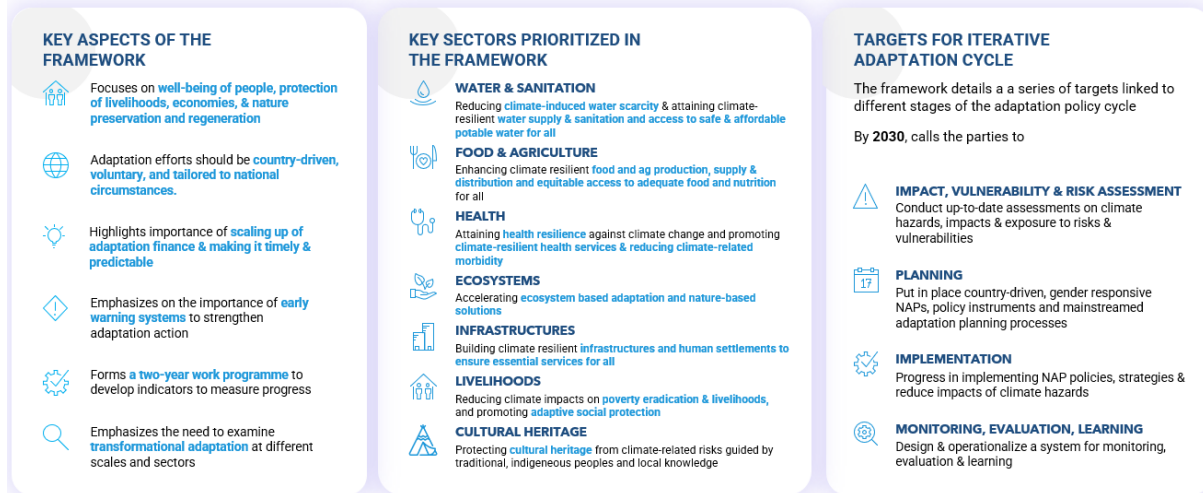 KEY ASPECTS OF THE
FRAMEWORK
Focuses on well-being of people, protection
of livelihoods, economies, & nature
preservation and regeneration
Adaptation efforts should be country-driven,
voluntary, and tailored to national
circumstances.
Highlights importance of scaling up of
adaptation finance & making it timely &
predictable
Emphasizes on the importance of early
warning systems to strengthen
adaptation action
Forms a two-year work programme to
develop indicators to measure progress
Emphasizes the need to examine
transformational adaptation at different
scales and sectors
KEY SECTORS PRIORITIZED IN
THE FRAMEWORK
WATER & SANITATION
Reducing climate-induced water scarcity & attaining climate-
resilient water supply & sanitation and access to safe & affordable
potable water for all
FOOD & AGRICULTURE
Enhancing climate resilient food and ag production, supply &
distribution and equitable access to adequate food and nutrition
for all
HEALTH
Attaining health resilience against climate change and promoting
climate-resilient health services & reducing climate-related
morbidity
ECOSYSTEMS
Accelerating ecosystem based adaptation and nature-based
solutions
INFRASTRUCTURES
Building climate resilient infrastructures and human settlements to
ensure essential services for all
LIVELIHOODS
Reducing climate impacts on poverty eradication & livelihoods,
and promoting adaptive social protection
CULTURAL HERITAGE
Protecting cultural heritage from climate-related risks guided by
traditional, indigeneous peoples and local knowledge
TARGETS FOR ITERATIVE
ADAPTATION CYCLE
The framework details a a series of targets linked to
different stages of the adaptation policy cycle
By 2030, calls the parties to
IMPACT, VULNERABILITY & RISK ASSESSMENT
Conduct up-to-date assessments on climate
hazards, impacts & exposure to risks &
vulnerabilities
17
PLANNING
Put in place country-driven, gender responsive
NAPs, policy instruments and mainstreamed
adaptation planning processes
IMPLEMENTATION
Progress in implementing NAP policies, strategies &
reduce impacts of climate hazards
MONITORING, EVALUATION, LEARNING
Design & operationalize a system for monitoring,
evaluation & learning